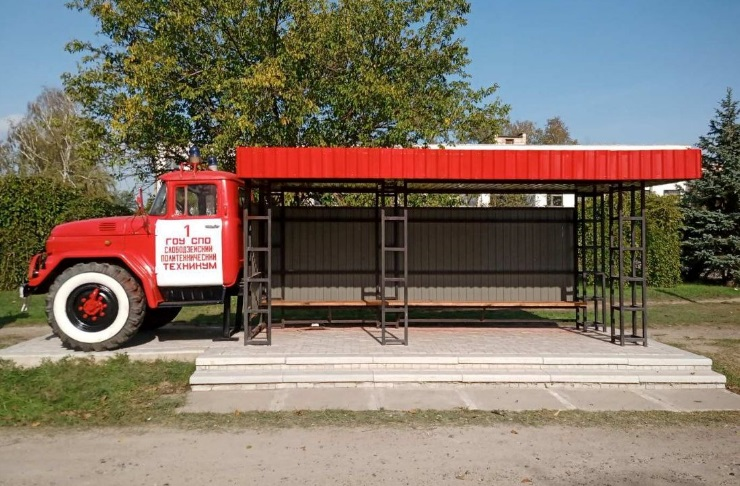 1
ГОУ СПО
СЛОБОДЗЕЙСКИЙ
ПОЛИТЕХНИЧЕСКИЙ
ТЕХНИКУМ